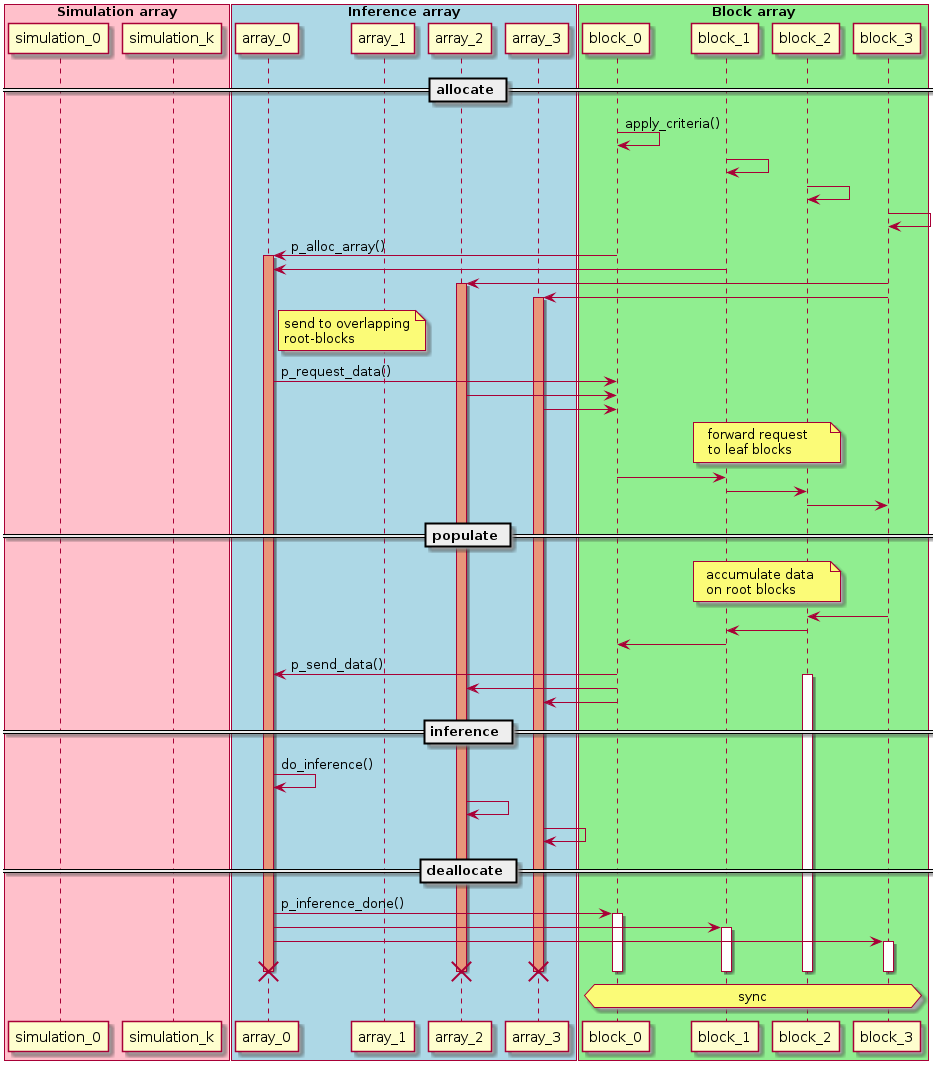 Simulation array
Inference array
Block array
simulation_0
simulation_k
array_0
array_1
array_2
array_3
block_0
block_1
block_2
block_3
allocate
apply_criteria()
p_alloc_array()
send to overlapping
root-blocks
p_request_data()
forward request
to leaf blocks
populate
accumulate data
on root blocks
p_send_data()
inference
do_inference()
deallocate
p_inference_done()
sync
simulation_0
simulation_k
array_0
array_1
array_2
array_3
block_0
block_1
block_2
block_3